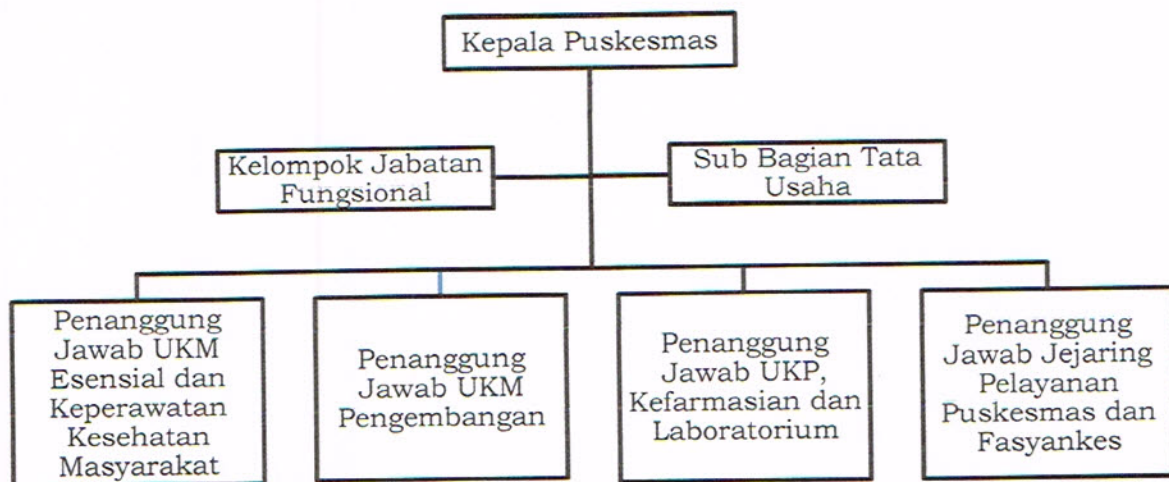 Kepala Puskesmas
Kelompok Jabatan
Fungsional
Sub Bagian Tata
Usaha
Penanggung
Jawab UKM
Esensial dan
Keperawatan
Kesehatan
Masyarakat
Penanggung
Jawab UKM
Pengembangan
Penanggung
Jawab UKP,
Kefarmasian dan
Laboratorium
Penanggung
Jawab Jejaring
Pelayanan
Puskesmas dan
Fasyankes